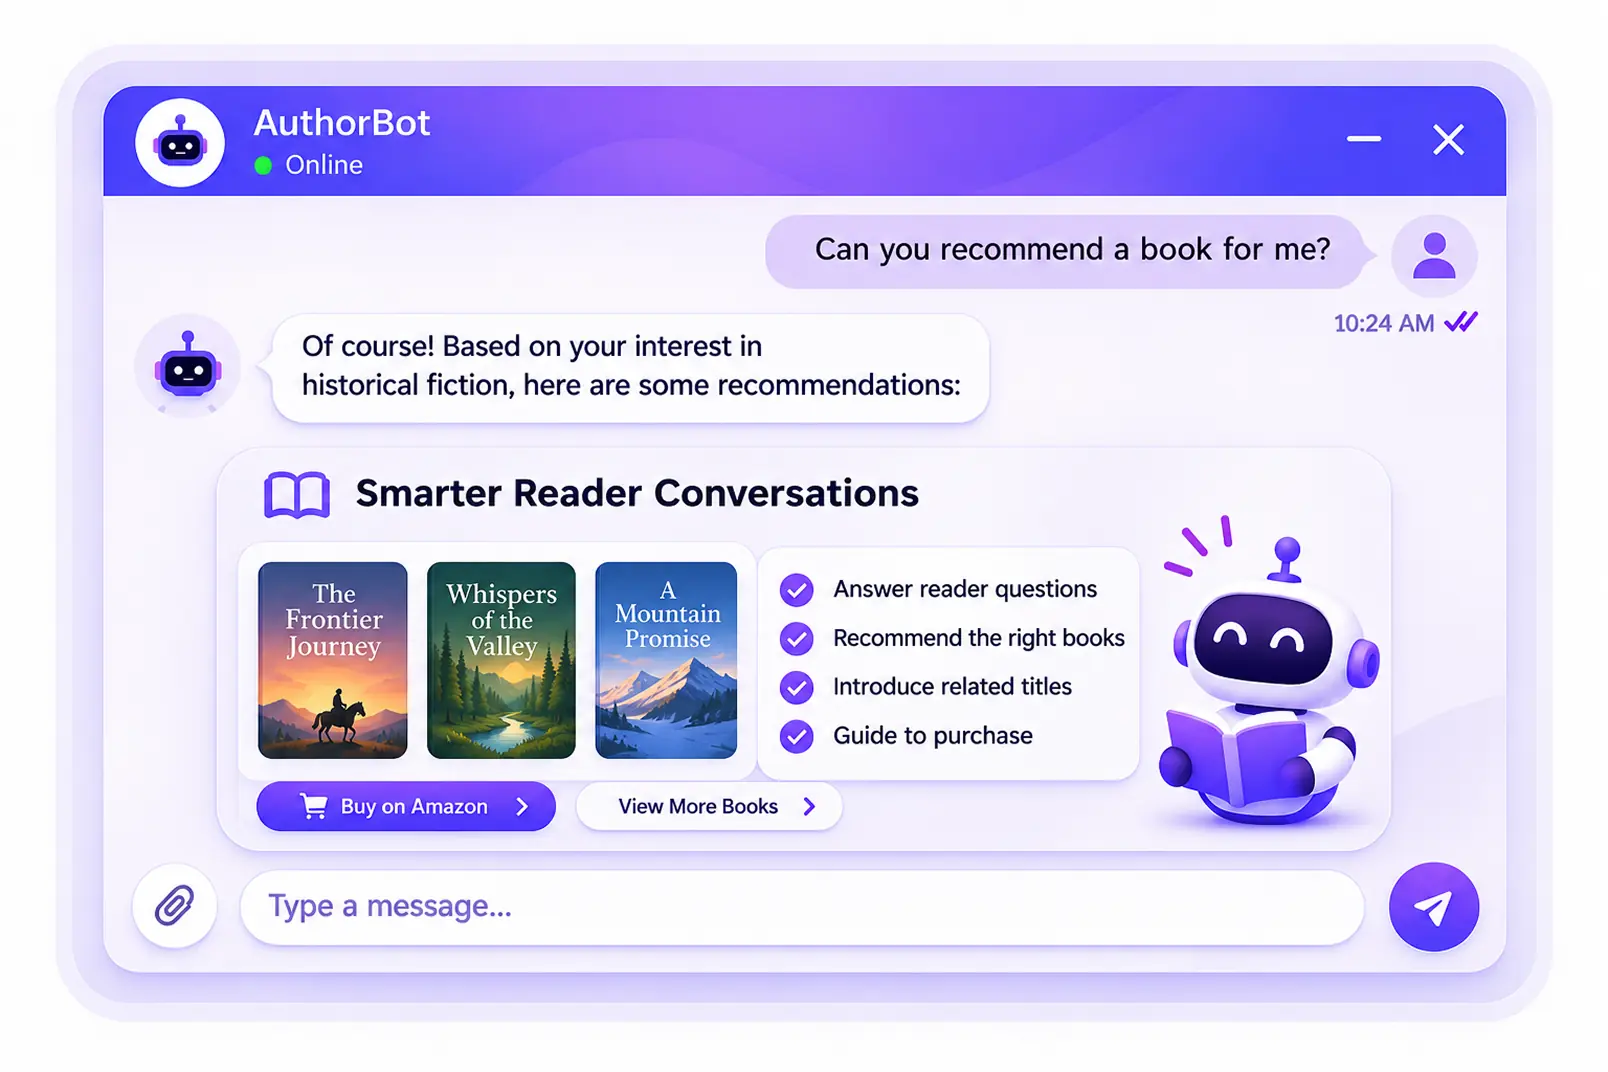 AuthorBot
Online
Can you recommend a book for me?
10:24 AM
Of course! Based on your interest in
historical fiction, here are some recommendations:
Smarter Reader Conversations
The
Frontier
Journey
Whispers
of the
Valley
A
Mountain
Promise
Answer reader questions
Recommend the right books
Introduce related titles
Guide to purchase
Buy on Amazon
View More Books
Type a message...